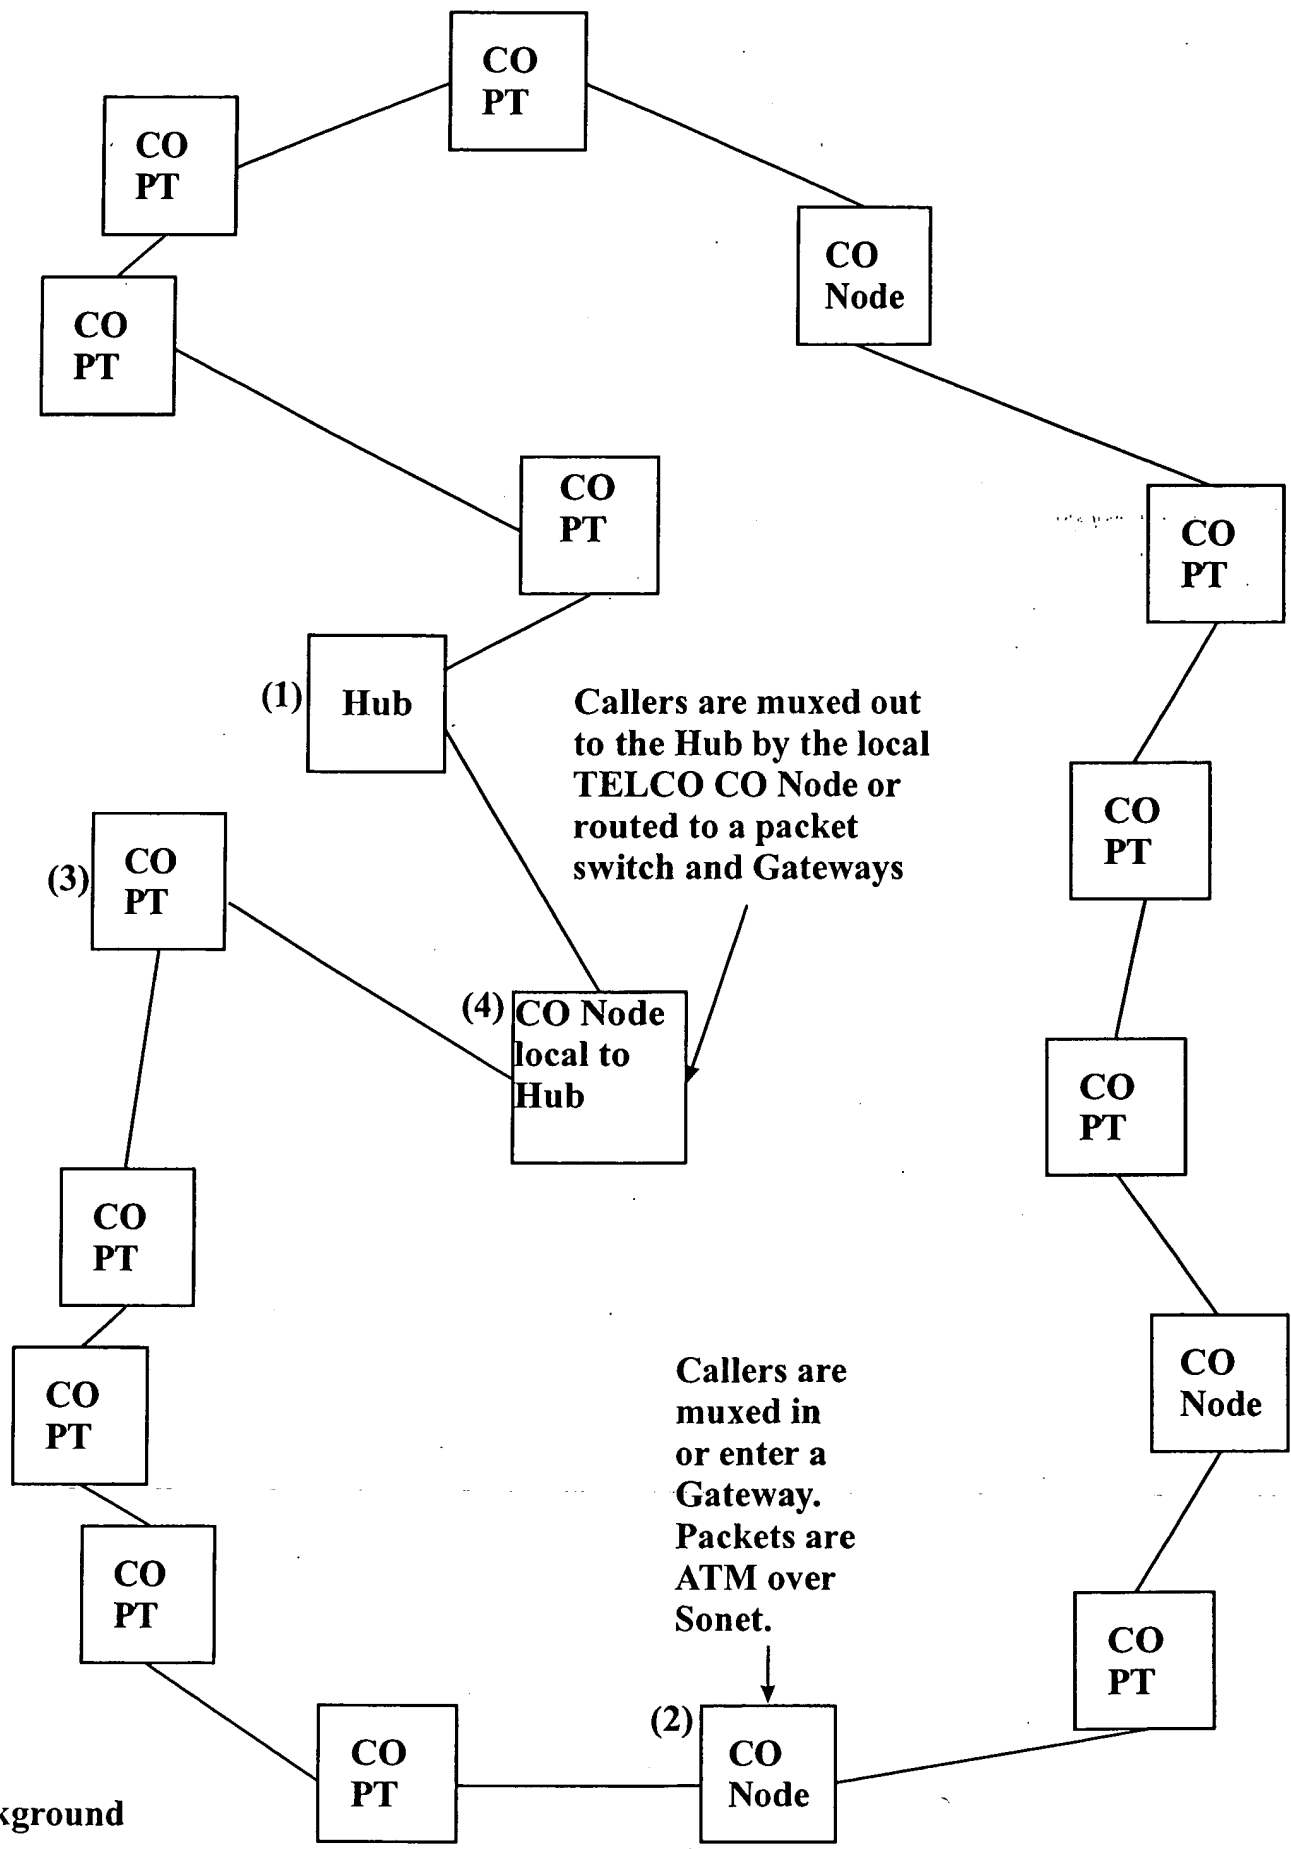 CO
PT
CO
PT
CO
Node
CO
PT
CO
PT
CO
PT
(1)
Hub
Callers are muxed out
to the Hub by the local
TELCO CO Node or
routed to a packet
switch and Gateways
CO
PT
(3)
CO
PT
(4)
CO Node
local to
Hub
CO
PT
CO
PT
CO
Node
CO
PT
Callers are
muxed in
or enter a
Gateway.
Packets are
ATM over
Sonet.
CO
PT
CO
PT
(2)
CO
Node
CO
PT
kground